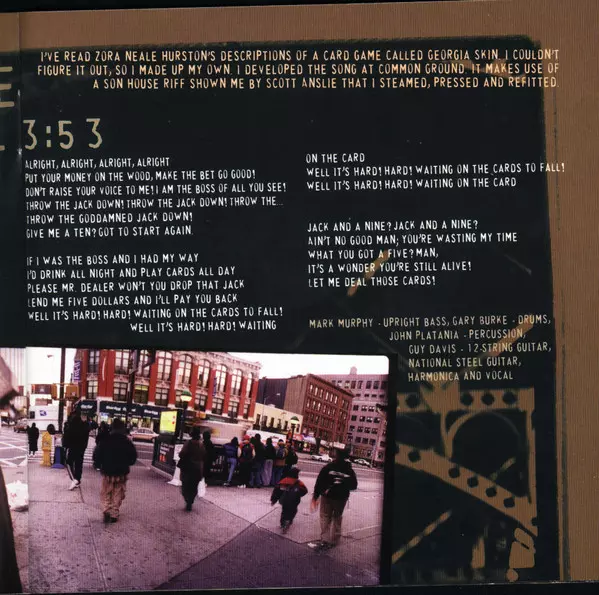 I'VE READ ZORA NEALE HURSTON'S DESCRIPTIONS OF A CARD GAME CALLED GEORGIA SKIN. I COULDN'T
FIGURE IT OUT, SO I MADE UP MY OWN. I DEVELOPED THE SONG AT COMMON GROUND. IT MAKES USE OF
A SON HOUSE RIFF SHOWN ME BY SCOTT ANSLIE THAT I STEAMED, PRESSED AND REFITTED.
3:53
ALRIGHT, ALRIGHT, ALRIGHT, ALRIGHT
PUT YOUR MONEY ON THE WOOD, MAKE THE BET GO GOOD!
DON'T RAISE YOUR VOICE TO ME! I AM THE BOSS OF ALL YOU SEE!
THROW THE JACK DOWN! THROW THE JACK DOWN! THROW THE...
THROW THE GODDAMNED JACK DOWN!
GIVE ME A TEN? GOT TO START AGAIN.
IF I WAS THE BOSS AND I HAD MY WAY
I'D DRINK ALL NIGHT AND PLAY CARDS ALL DAY
PLEASE MR. DEALER WON'T YOU DROP THAT JACK
LEND ME FIVE DOLLARS AND I'LL PAY YOU BACK
WELL IT'S HARD! HARD! WAITING ON THE CARDS TO FALL!
WELL IT'S HARD! HARD! WAITING
ON THE CARD
WELL IT'S HARD! HARD! WAITING ON THE CARDS TO FALL!
WELL IT'S HARD! HARD! WAITING ON THE CARD
JACK AND A NINE? JACK AND A NINE?
AIN'T NO GOOD MAN; YOU'RE WASTING MY TIME
WHAT YOU GOT A FIVE? MAN,
IT'S A WONDER YOU'RE STILL ALIVE!
LET ME DEAL THOSE CARDS!
MARK MURPHY - UPRIGHT BASS, GARY BURKE - DRUMS,
JOHN PLATANIA - PERCUSSION,
GUY DAVIS - 12-STRING GUITAR,
NATIONAL STEEL GUITAR,
HARMONICA AND VOCAL